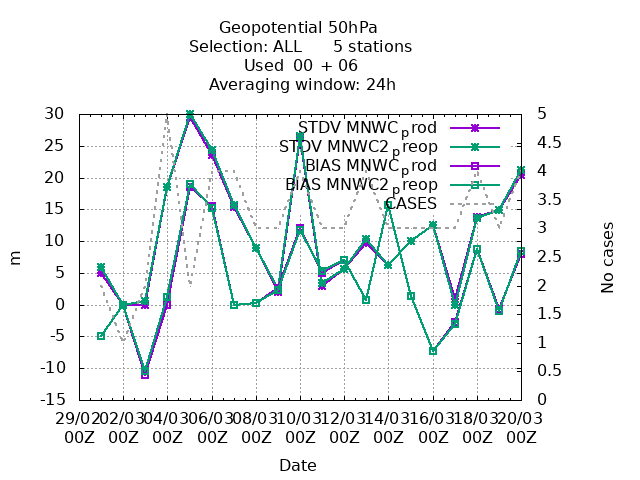 Geopotential 50hPa
Selection: ALL 5 stations
Used 00 + 06
Averaging window: 24h
STDV MNWCprod
STDV MNWC2preop
BIAS MNWCprod
BIAS MNWC2preop
CASES
30
25
20
15
10
5
0
-5
-10
-15
5
4.5
4
3.5
3
2.5
2
1.5
1
0.5
0
m
No cases
29/02 02/03 04/03 06/03 08/03 10/03 12/03 14/03 16/03 18/03 20/03
00Z 00Z 00Z 00Z 00Z 00Z 00Z 00Z 00Z 00Z 00Z
Date